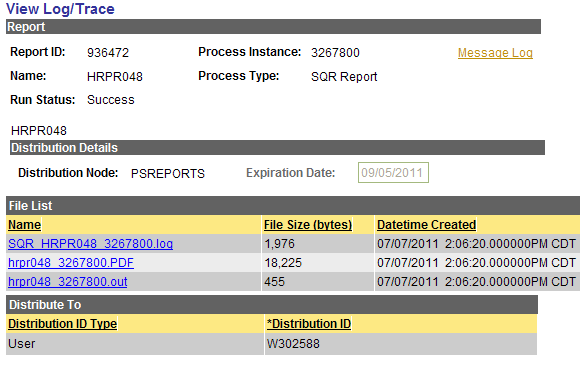 View Log/Trace
Report
Report ID: 936472 Process Instance: 3267800 Message Log
Name: HRPR048 Process Type: SQR Report
Run Status: Success
HRPR048
Distribution Details
Distribution Node: PSREPORTS Expiration Date: 09/05/2011
File List
Name File Size (bytes) Datetime Created
SQR_HRPR048_3267800.log 1,976 07/07/2011 2:06:20.000000PM CDT
hrpr048_3267800.PDF 18,225 07/07/2011 2:06:20.000000PM CDT
hrpr048_3267800.out 455 07/07/2011 2:06:20.000000PM CDT
Distribute To
Distribution ID Type *Distribution ID
User W302588